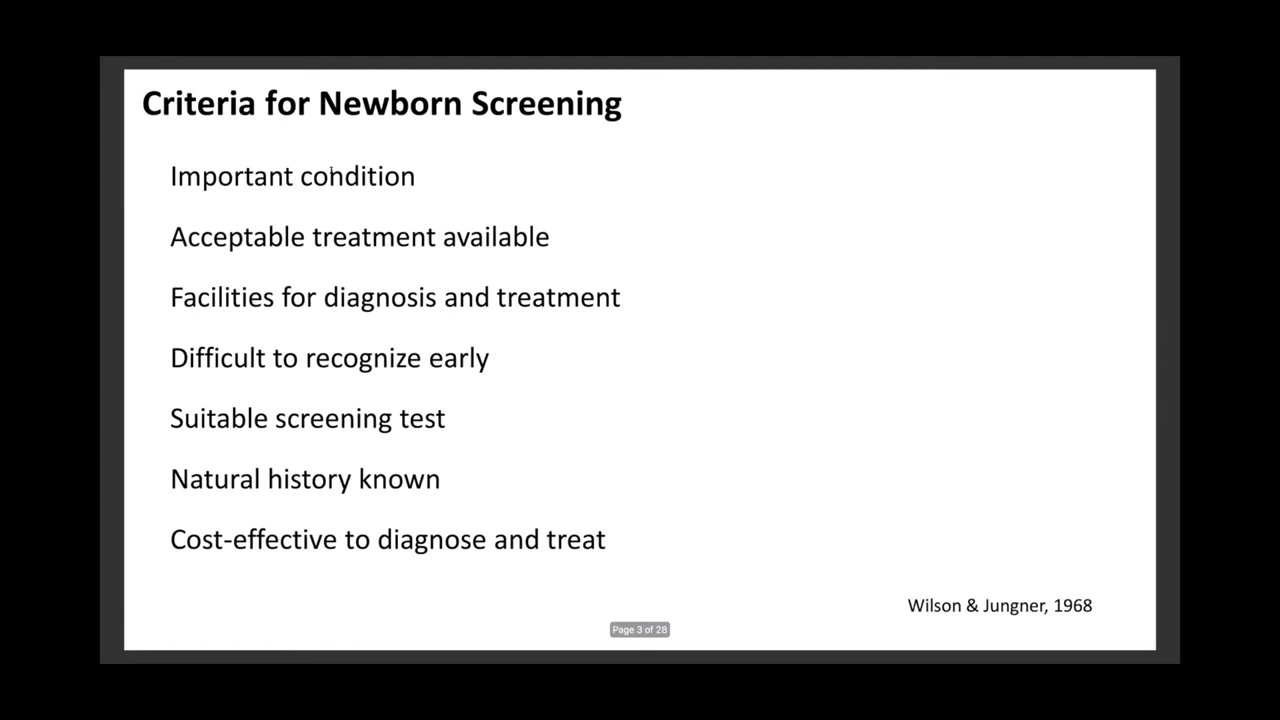 Criteria for Newborn Screening
Important condition
Acceptable treatment available
Facilities for diagnosis and treatment
Difficult to recognize early
Suitable screening test
Natural history known
Cost-effective to diagnose and treat
Wilson & Jungner, 1968
Page 3 of 28